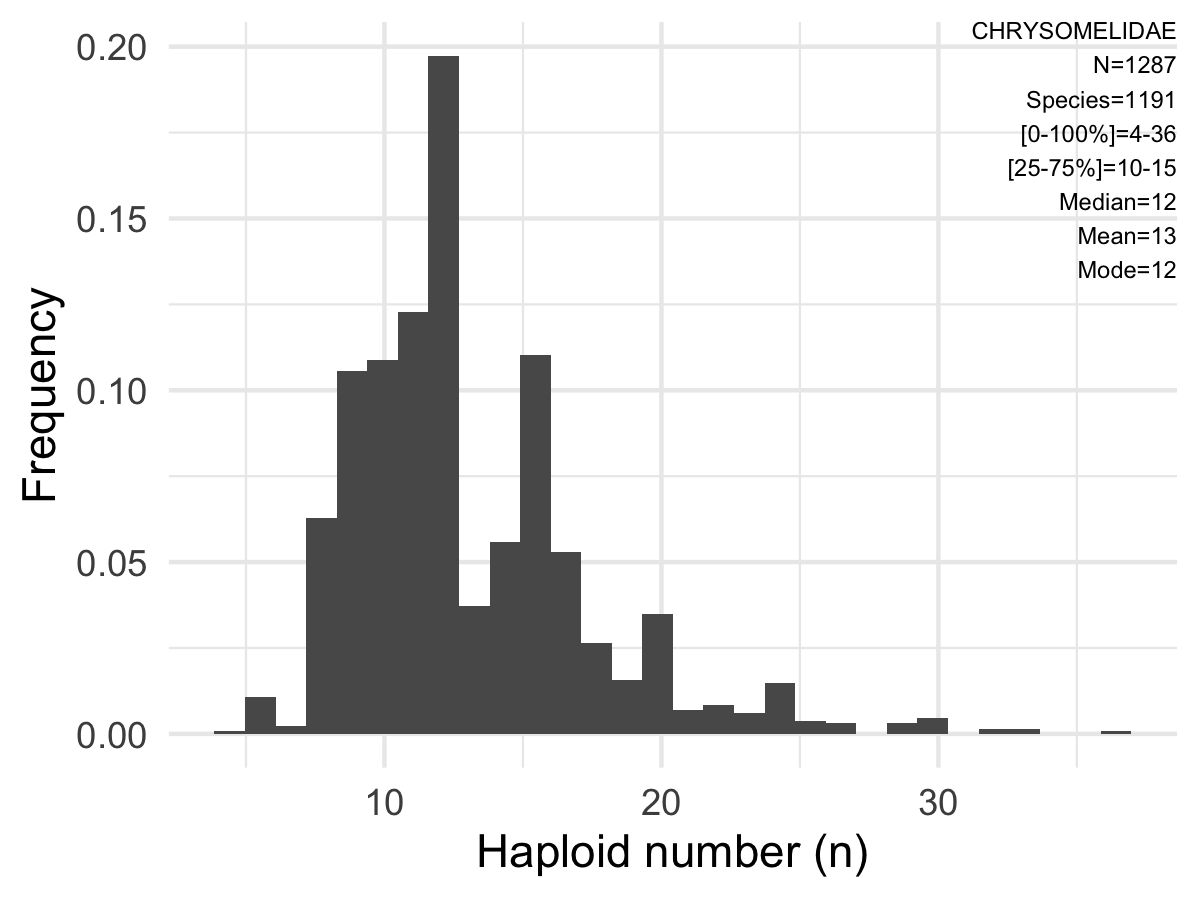 CHRYSOMELIDAE
N=1287
Species=1191
[0-100%]=4-36
[25-75%]=10-15
Median=12
Mean=13
Mode=12
0.20
0.15
0.10
0.05
0.00
Frequency
10 20 30
Haploid number (n)